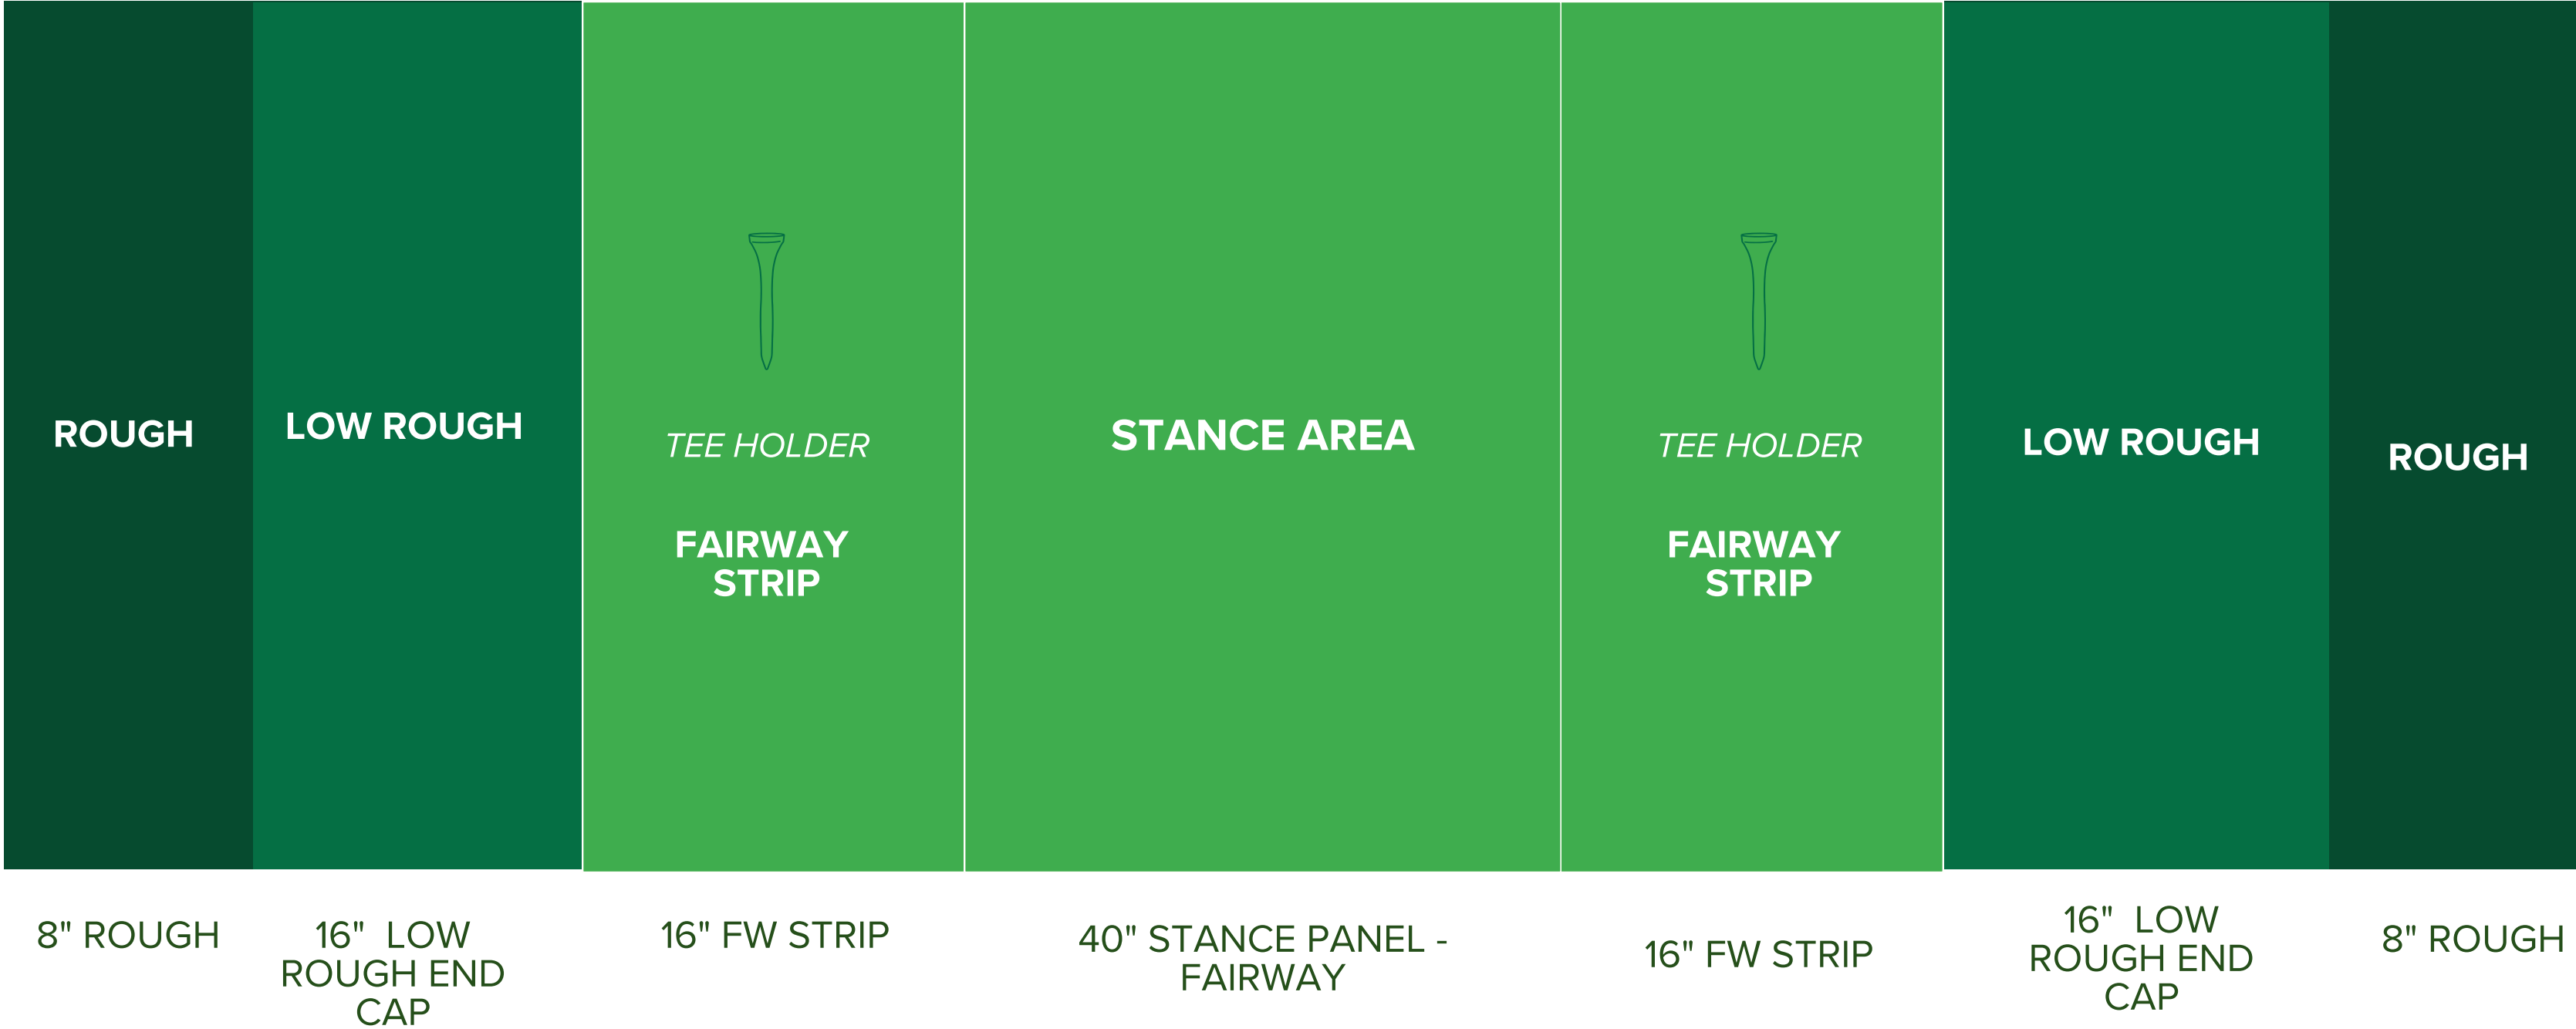 ROUGH
LOW ROUGH
TEE HOLDER
FAIRWAY
STRIP
STANCE AREA
TEE HOLDER
FAIRWAY
STRIP
LOW ROUGH
ROUGH
8" ROUGH
16" LOW
ROUGH END
CAP
16" FW STRIP
40" STANCE PANEL -
FAIRWAY
16" FW STRIP
16" LOW
ROUGH END
CAP
8" ROUGH